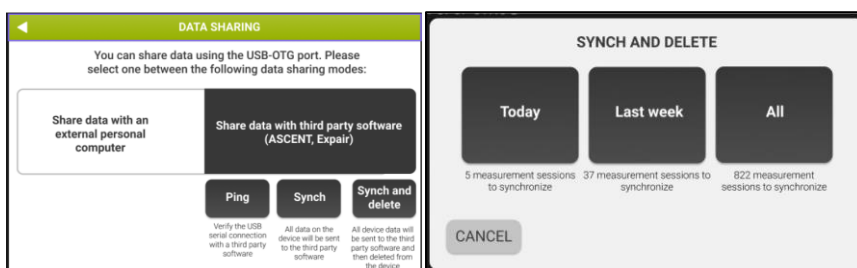 DATA SHARING
You can share data using the USB-OTG port. Please
select one between the following data sharing modes:
Share data with an
external personal
computer
Share data with third party software
(ASCENT, Expair)
Ping
Synch
Synch and
delete
Verify the USB
serial connection
with a third party
software
All data on the
device will be sent
to the third party
software
All device data will
be sent to the third
party software and
then deleted from
the device
SYNCH AND DELETE
Today
Last week
All
5 measurement sessions
to synchronize
37 measurement sessions to
synchronize
822 measurement
sessions to synchronize
CANCEL